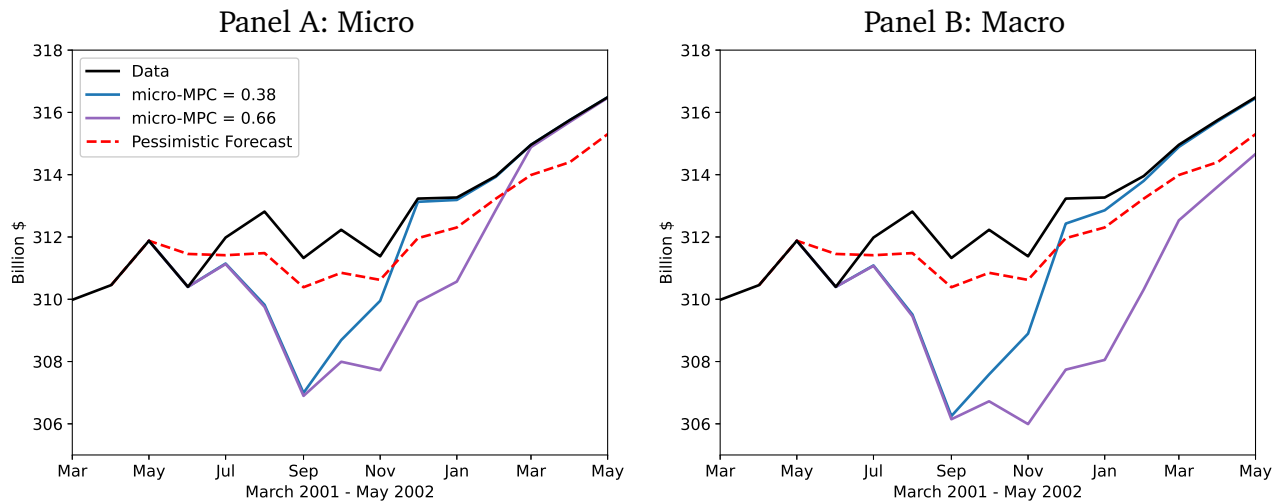 Panel A: Micro
318
316
314
312
310
308
306
Billion $
Data
micro-MPC = 0.38
micro-MPC = 0.66
Pessimistic Forecast
Mar
May
Jul
Sep
Nov
Jan
Mar
May
March 2001 - May 2002
Panel B: Macro
318
316
314
312
310
308
306
Billion $
Mar
May
Jul
Sep
Nov
Jan
Mar
May
March 2001 - May 2002